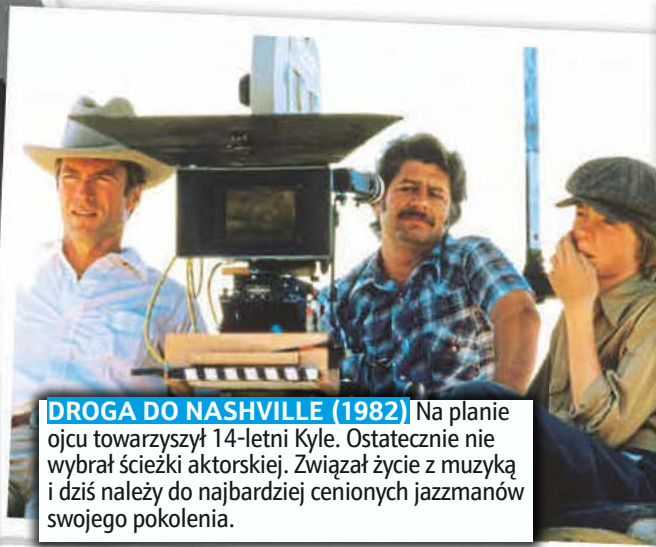 DROGA DO NASHVILLE (1982) Na planie
ojcu towarzyszył 14-letni Kyle. Ostatecznie nie
wybrał ścieżki aktorskiej. Związał życie z muzyką
i dziś należy do najbardziej cenionych jazzmanów
swojego pokolenia.